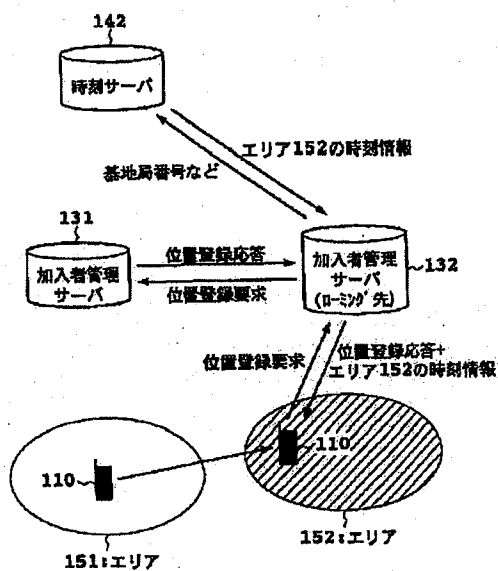 142
時刻サーバ
エリア152の時刻情報
基地局番号など
131
加入者管理
サーバ
位置登録応答
位置登録要求
加入者管理
サーバ
(ローミング先)
132
位置登録要求
位置登録応答+
エリア152の時刻情報
110
110
151:エリア
152:エリア